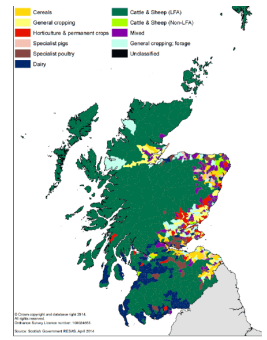 Cereals
General cropping
Horticulture & permanent crops
Specialist pigs
Specialist poultry
Dairy
Cattle & Sheep (LFA)
Cattle & Sheep (Non-LFA)
Mixed
General cropping; forage
Unclassified
© Crown copyright and database right 2014.
All rights reserved.
Ordnance Survey Licence number
Source: Scottish Government RESAS, April 2014